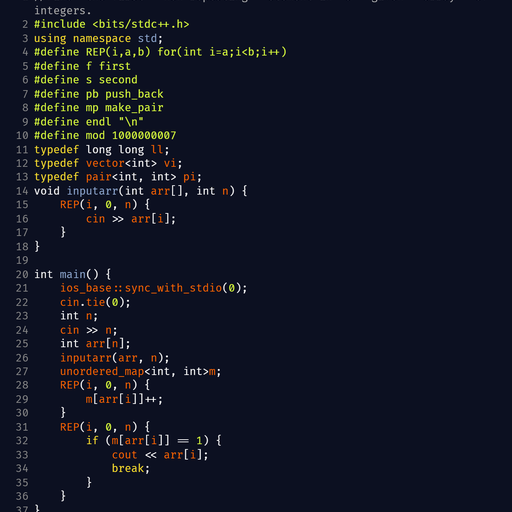 integers.
2 #include <bits/stdc++.h>
3 using namespace std;
4 #define REP(i,a,b) for(int i=a;i<b;i++)
5 #define f first
6 #define s second
7 #define pb push_back
8 #define mp make_pair
9 #define endl "\n"
10 #define mod 1000000007
11 typedef long long ll;
12 typedef vector<int> vi;
13 typedef pair<int, int> pi;
14 void inputarr(int arr[], int n) {
15     REP(i, 0, n) {
16         cin >> arr[i];
17     }
18 }
19
20 int main() {
21     ios_base::sync_with_stdio(0);
22     cin.tie(0);
23     int n;
24     cin >> n;
25     int arr[n];
26     inputarr(arr, n);
27     unordered_map<int, int>m;
28     REP(i, 0, n) {
29         m[arr[i]]++;
30     }
31     REP(i, 0, n) {
32         if (m[arr[i]] == 1) {
33             cout << arr[i];
34             break;
35         }
36     }
37 }